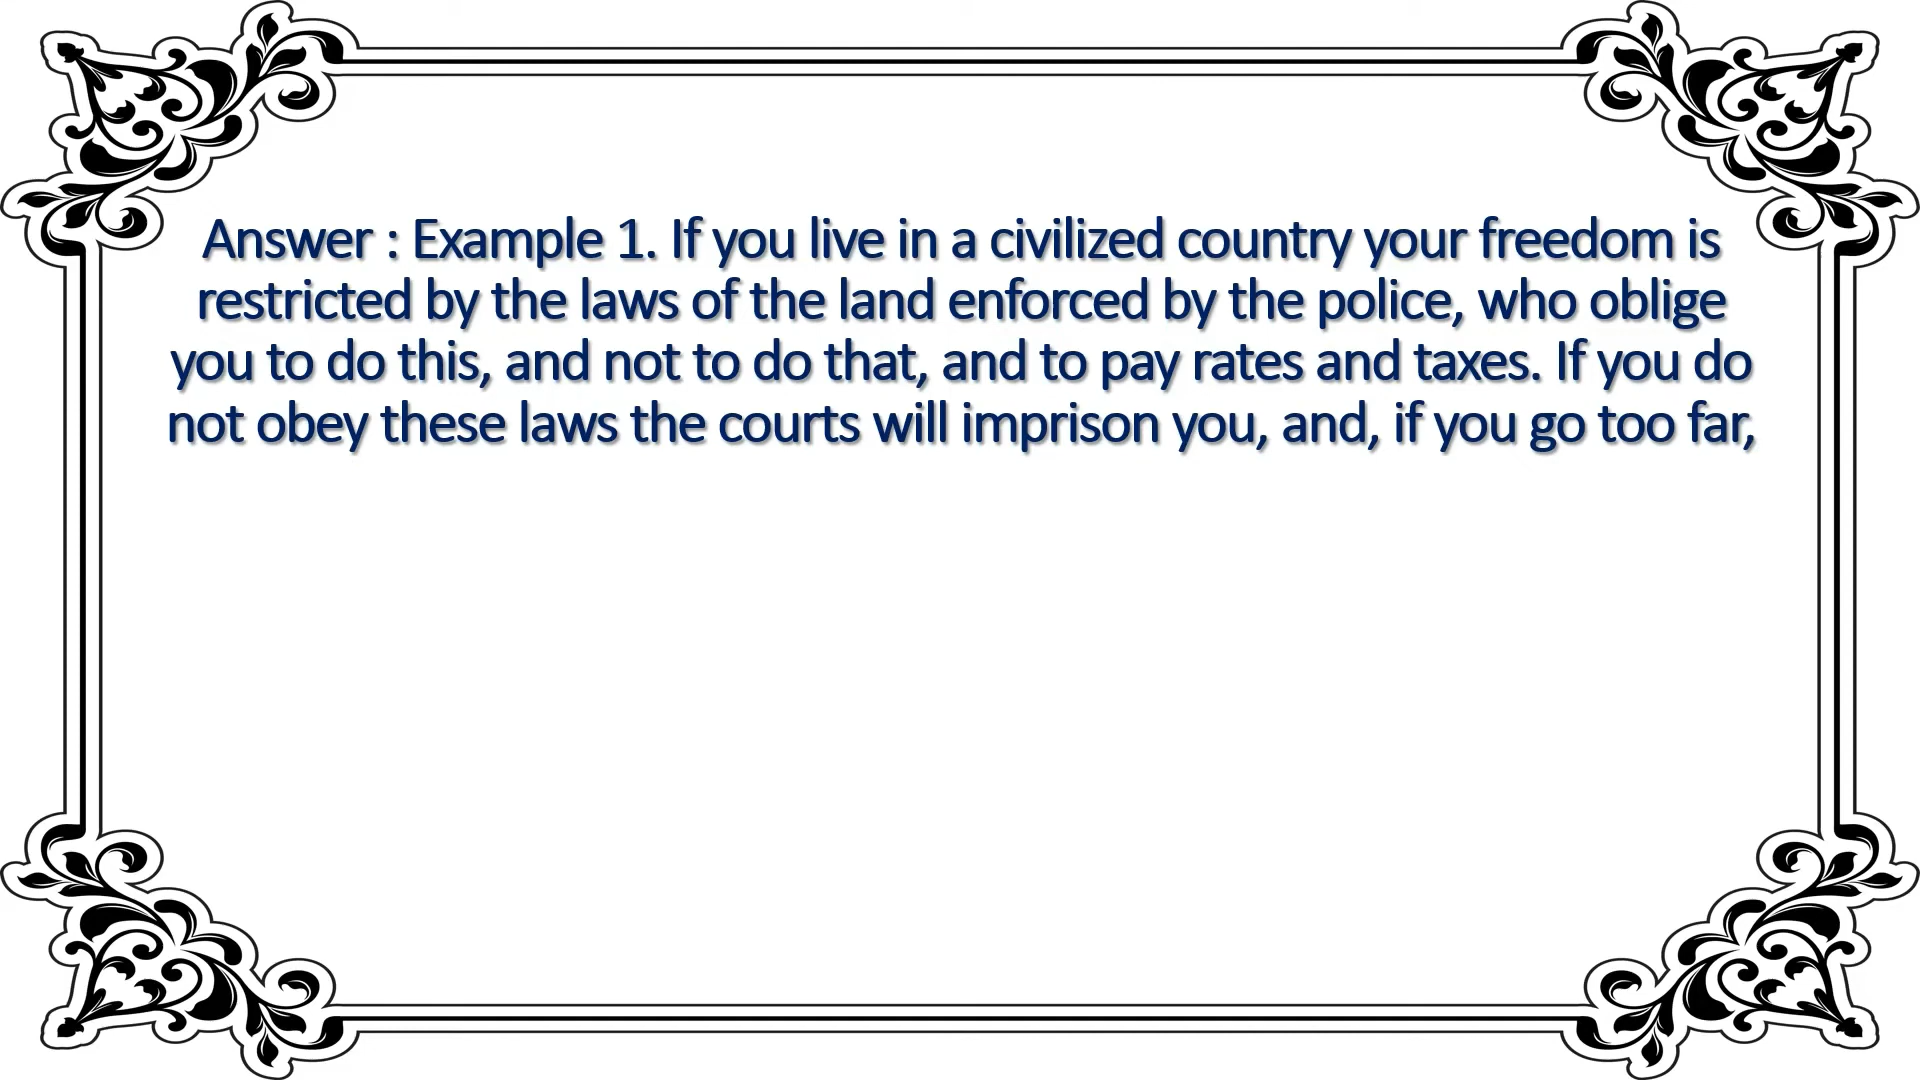 Answer : Example 1. If you live in a civilized country your freedom is
restricted by the laws of the land enforced by the police, who oblige
you to do this, and not to do that, and to pay rates and taxes. If you do
not obey these laws the courts will imprison you, and, if you go too far,